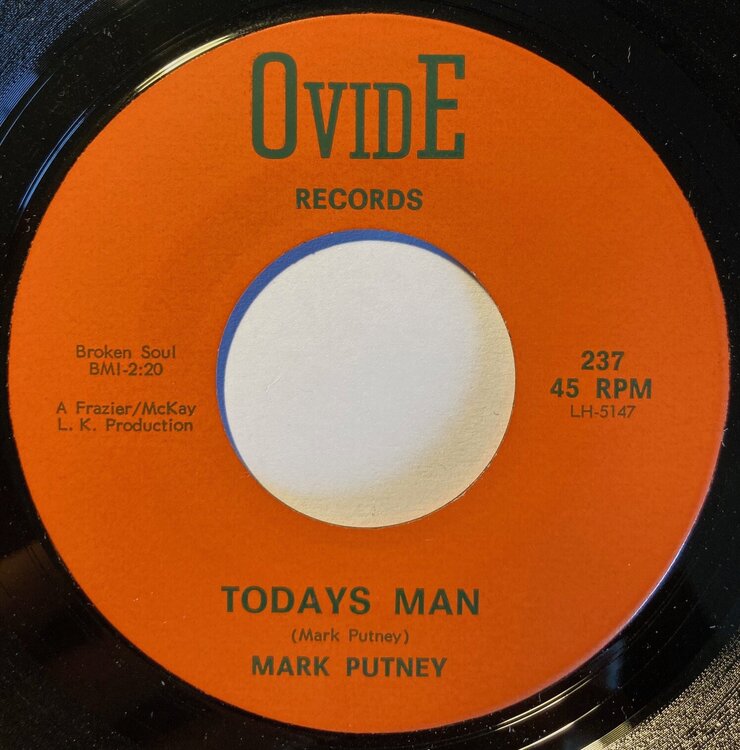 OVIDE
RECORDS
Broken Soul
BMI-2:20
A Frazier/McKay
L. K. Production
237
45 RPM
LH-5147
TODAYS MAN
(Mark Putney)
MARK PUTNEY